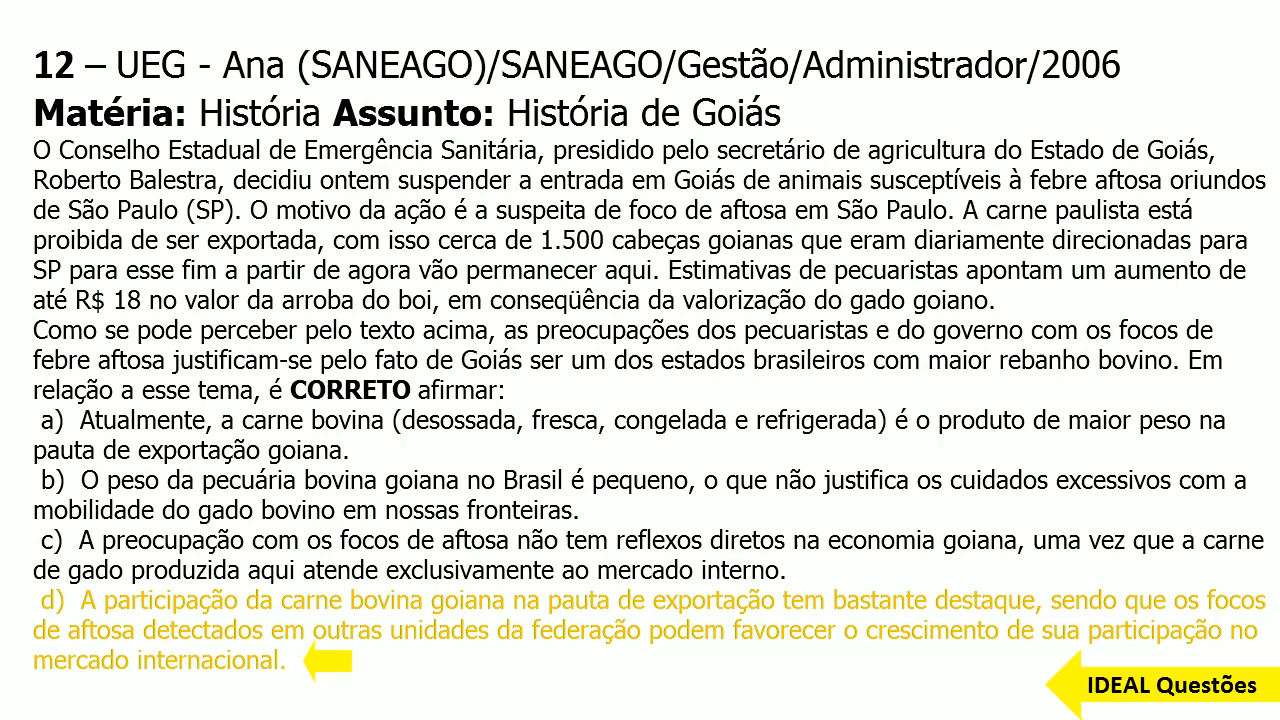 12 – UEG - Ana (SANEAGO)/SANEAGO/Gestão/Administrador/2006
Matéria: História Assunto: História de Goiás
O Conselho Estadual de Emergência Sanitária, presidido pelo secretário de agricultura do Estado de Goiás,
Roberto Balestra, decidiu ontem suspender a entrada em Goiás de animais susceptíveis à febre aftosa oriundos
de São Paulo (SP). O motivo da ação é a suspeita de foco de aftosa em São Paulo. A carne paulista está
proibida de ser exportada, com isso cerca de 1.500 cabeças goianas que eram diariamente direcionadas para
SP para esse fim a partir de agora vão permanecer aqui. Estimativas de pecuaristas apontam um aumento de
até R$ 18 no valor da arroba do boi, em conseqüência da valorização do gado goiano.
Como se pode perceber pelo texto acima, as preocupações dos pecuaristas e do governo com os focos de
febre aftosa justificam-se pelo fato de Goiás ser um dos estados brasileiros com maior rebanho bovino. Em
relação a esse tema, é CORRETO afirmar:
a) Atualmente, a carne bovina (desossada, fresca, congelada e refrigerada) é o produto de maior peso na
pauta de exportação goiana.
b) O peso da pecuária bovina goiana no Brasil é pequeno, o que não justifica os cuidados excessivos com a
mobilidade do gado bovino em nossas fronteiras.
c) A preocupação com os focos de aftosa não tem reflexos diretos na economia goiana, uma vez que a carne
de gado produzida aqui atende exclusivamente ao mercado interno.
d) A participação da carne bovina goiana na pauta de exportação tem bastante destaque, sendo que os focos
de aftosa detectados em outras unidades da federação podem favorecer o crescimento de sua participação no
mercado internacional.
IDEAL Questões